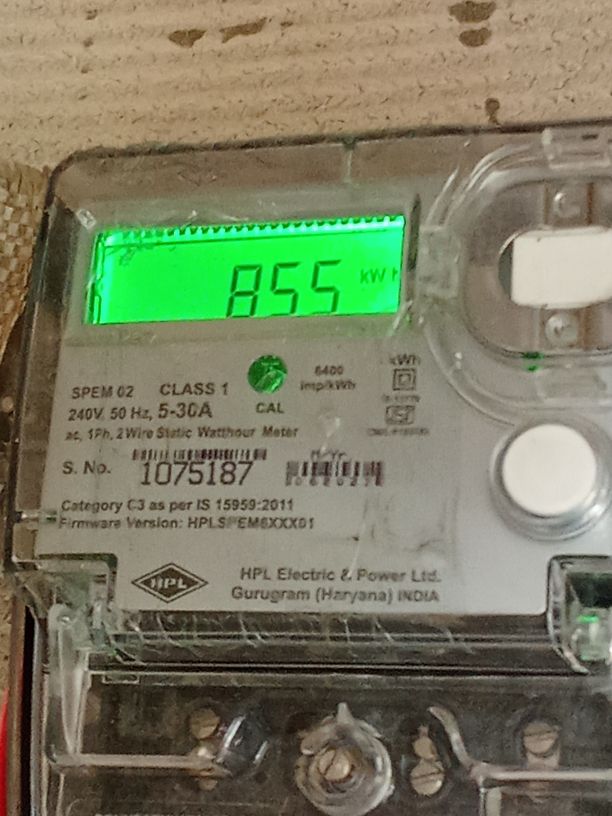 855 kWh
kWh
6400
imp/kWh
SPEM 02 CLASS 1
240V, 50 Hz, 5-30A CAL
ac, 1Ph, 2 Wire Static Watthour Meter
S. No. 1075187
Category C3 as per IS 15959:2011
Firmware Version: HPLSPEM6XXX01
HPL
HPL Electric & Power Ltd.
Gurugram (Haryana) INDIA